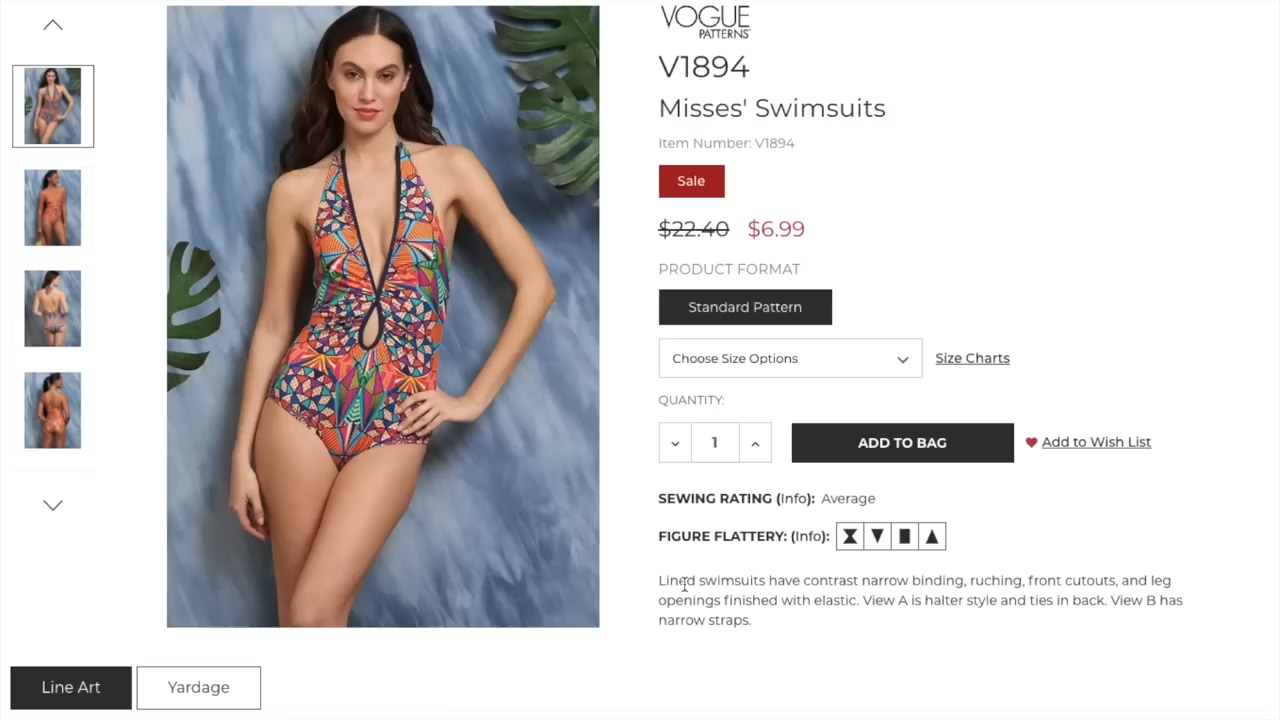 VOGUE
PATTERNS
V1894
Misses' Swimsuits
Item Number: V1894
Sale
$22.40 $6.99
PRODUCT FORMAT
Standard Pattern
Choose Size Options Size Charts
QUANTITY:
1 ADD TO BAG Add to Wish List
SEWING RATING (Info): Average
FIGURE FLATTERY: (Info):
Lined swimsuits have contrast narrow binding, ruching, front cutouts, and leg
openings finished with elastic. View A is halter style and ties in back. View B has
narrow straps.
Line Art Yardage